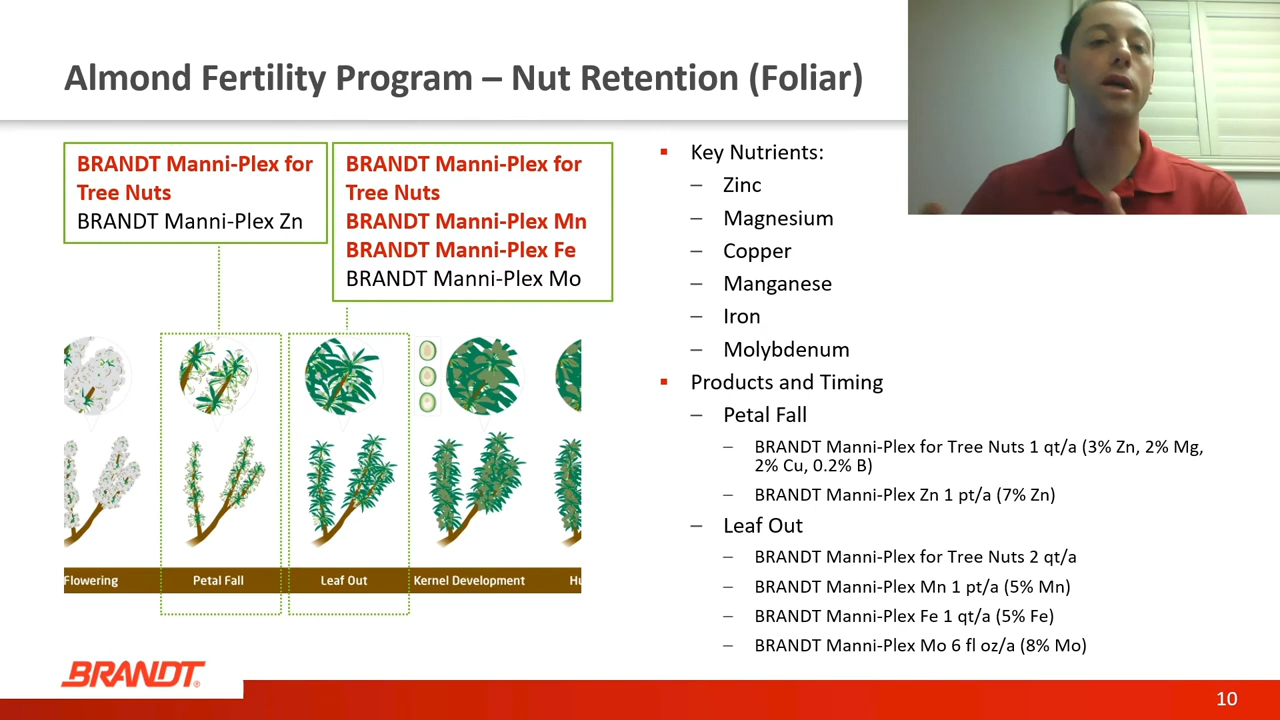 Almond Fertility Program – Nut Retention (Foliar)
BRANDT Manni-Plex for
Tree Nuts
BRANDT Manni-Plex Zn
BRANDT Manni-Plex for
Tree Nuts
BRANDT Manni-Plex Mn
BRANDT Manni-Plex Fe
BRANDT Manni-Plex Mo
Flowering
Petal Fall
Leaf Out
Kernel Development
Hu
▪ Key Nutrients:
– Zinc
– Magnesium
– Copper
– Manganese
– Iron
– Molybdenum
▪ Products and Timing
– Petal Fall
– BRANDT Manni-Plex for Tree Nuts 1 qt/a (3% Zn, 2% Mg,
2% Cu, 0.2% B)
– BRANDT Manni-Plex Zn 1 pt/a (7% Zn)
– Leaf Out
– BRANDT Manni-Plex for Tree Nuts 2 qt/a
– BRANDT Manni-Plex Mn 1 pt/a (5% Mn)
– BRANDT Manni-Plex Fe 1 qt/a (5% Fe)
– BRANDT Manni-Plex Mo 6 fl oz/a (8% Mo)
BRANDT®
10